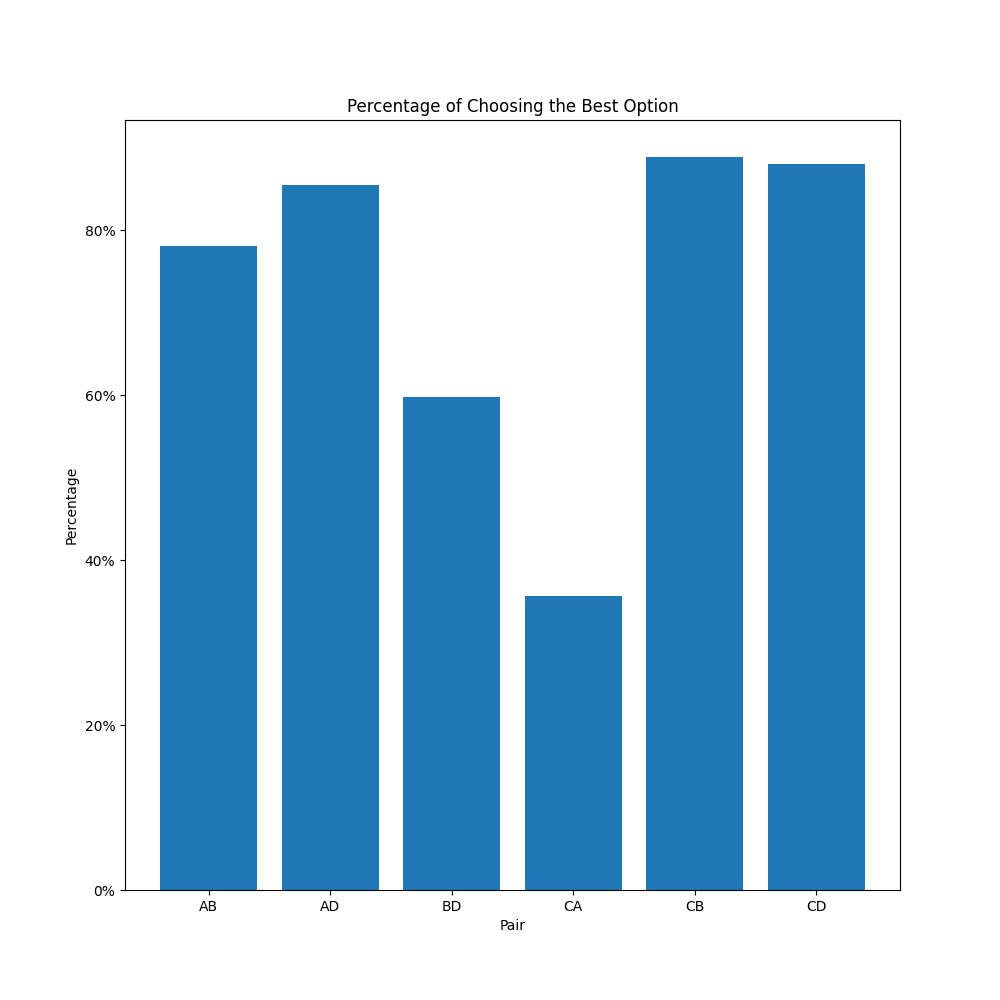 Percentage of Choosing the Best Option
Percentage
80%
60%
40%
20%
0%
AB AD BD CA CB CD
Pair